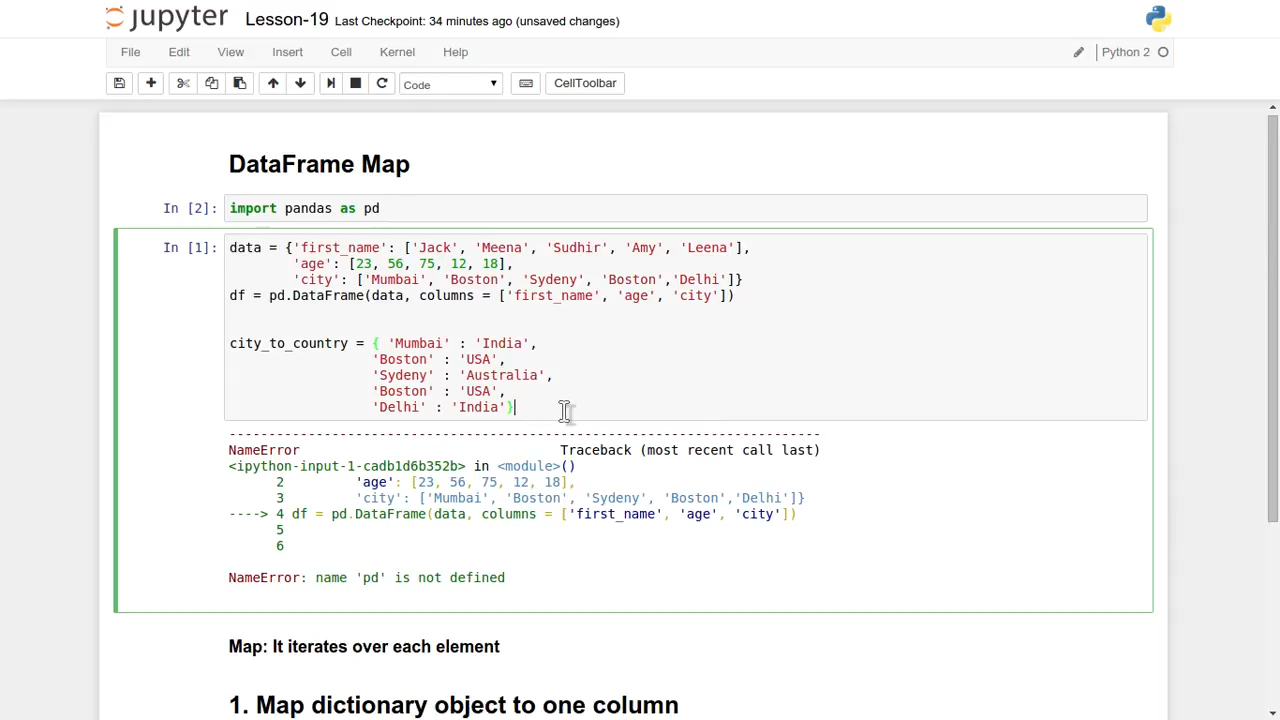 jupyter Lesson-19 Last Checkpoint: 34 minutes ago (unsaved changes)
File Edit View Insert Cell Kernel Help Python 2
Code CellToolbar
DataFrame Map
In [2]: import pandas as pd
In [1]: data = {'first_name': ['Jack', 'Meena', 'Sudhir', 'Amy', 'Leena'],
'age': [23, 56, 75, 12, 18],
'city': ['Mumbai', 'Boston', 'Sydeny', 'Boston','Delhi']}
df = pd.DataFrame(data, columns = ['first_name', 'age', 'city'])
city_to_country = { 'Mumbai' : 'India',
'Boston' : 'USA',
'Sydeny' : 'Australia',
'Boston' : 'USA',
'Delhi' : 'India'}
---------------------------------------------------------------------------
NameError Traceback (most recent call last)
<ipython-input-1-cadb1d6b352b> in <module>()
2 'age': [23, 56, 75, 12, 18],
3 'city': ['Mumbai', 'Boston', 'Sydeny', 'Boston','Delhi']}
----> 4 df = pd.DataFrame(data, columns = ['first_name', 'age', 'city'])
5
6
NameError: name 'pd' is not defined
Map: It iterates over each element
1. Map dictionary object to one column